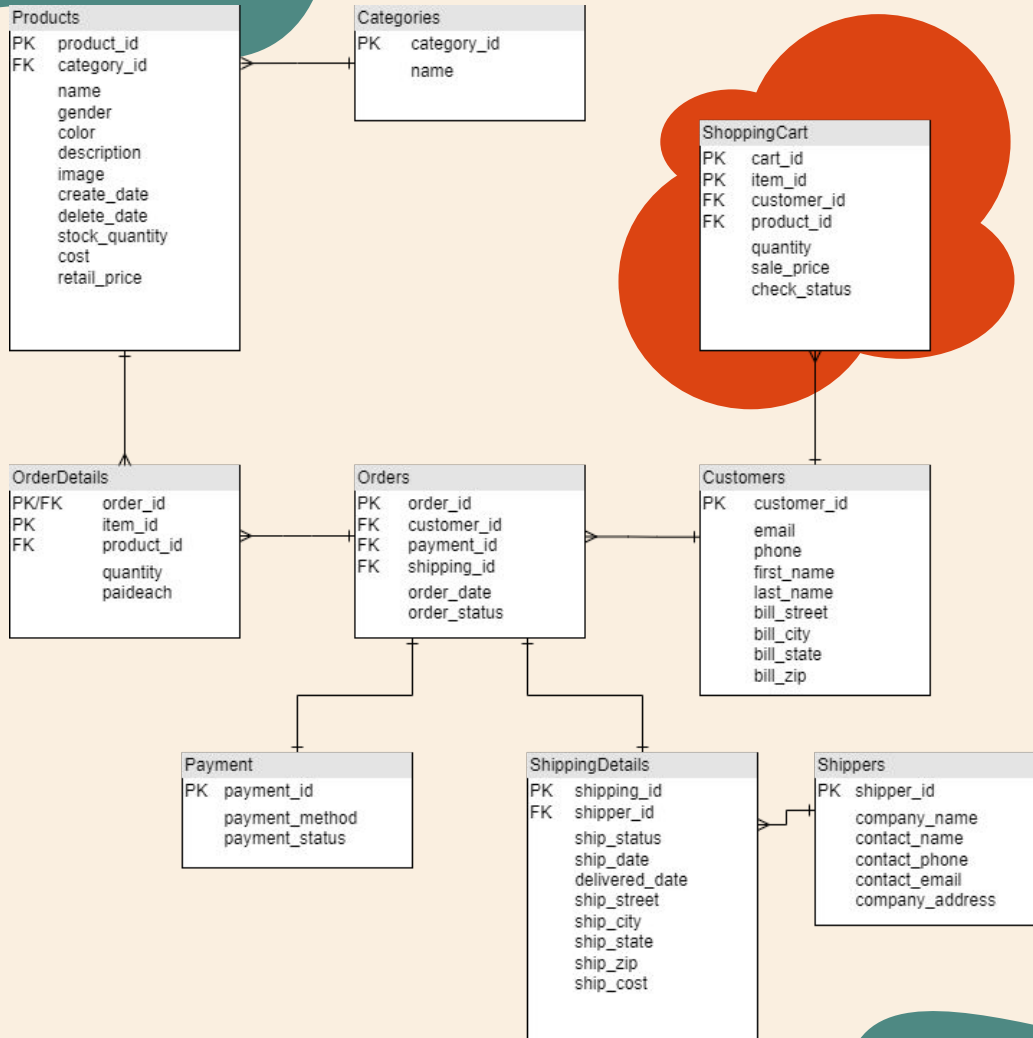 Products
PK product_id
FK category_id
name
gender
color
description
image
create_date
delete_date
stock_quantity
cost
retail_price
Categories
PK category_id
name
ShoppingCart
PK cart_id
PK item_id
FK customer_id
FK product_id
quantity
sale_price
check_status
OrderDetails
PK/FK order_id
PK item_id
FK product_id
quantity
paideach
Orders
PK order_id
FK customer_id
FK payment_id
FK shipping_id
order_date
order_status
Customers
PK customer_id
email
phone
first_name
last_name
bill_street
bill_city
bill_state
bill_zip
Payment
PK payment_id
payment_method
payment_status
ShippingDetails
PK shipping_id
FK shipper_id
ship_status
ship_date
delivered_date
ship_street
ship_city
ship_state
ship_zip
ship_cost
Shippers
PK shipper_id
company_name
contact_name
contact_phone
contact_email
company_address